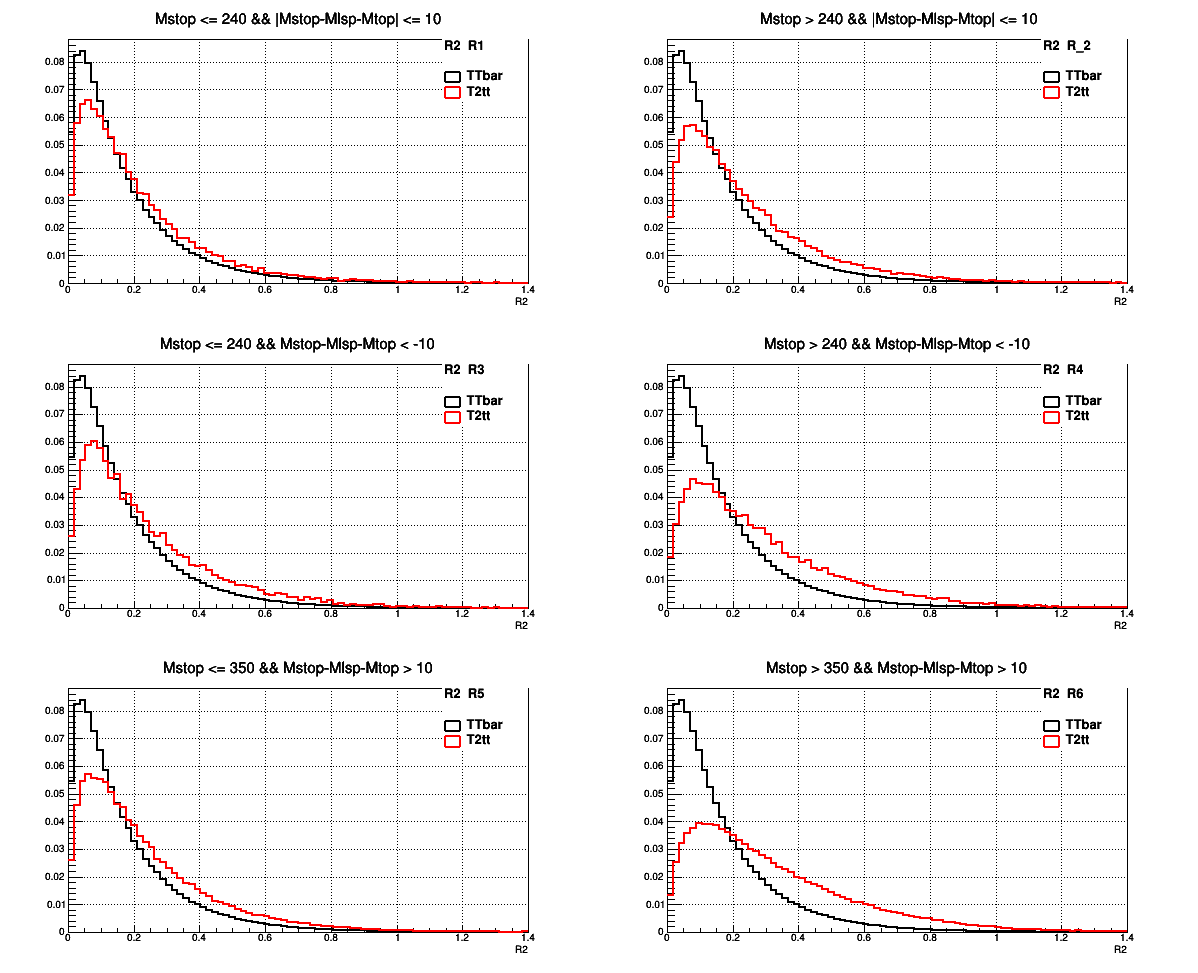 Mstop <= 240 && |Mstop-Mlsp-Mtop| <= 10
R2 R1
TTbar
T2tt
0.08
0.07
0.06
0.05
0.04
0.03
0.02
0.01
0
0 0.2 0.4 0.6 0.8 1 1.2 1.4
R2
Mstop > 240 && |Mstop-Mlsp-Mtop| <= 10
R2 R_2
TTbar
T2tt
0.08
0.07
0.06
0.05
0.04
0.03
0.02
0.01
0
0 0.2 0.4 0.6 0.8 1 1.2 1.4
R2
Mstop <= 240 && Mstop-Mlsp-Mtop < -10
R2 R3
TTbar
T2tt
0.08
0.07
0.06
0.05
0.04
0.03
0.02
0.01
0
0 0.2 0.4 0.6 0.8 1 1.2 1.4
R2
Mstop > 240 && Mstop-Mlsp-Mtop < -10
R2 R4
TTbar
T2tt
0.08
0.07
0.06
0.05
0.04
0.03
0.02
0.01
0
0 0.2 0.4 0.6 0.8 1 1.2 1.4
R2
Mstop <= 350 && Mstop-Mlsp-Mtop > 10
R2 R5
TTbar
T2tt
0.08
0.07
0.06
0.05
0.04
0.03
0.02
0.01
0
0 0.2 0.4 0.6 0.8 1 1.2 1.4
R2
Mstop > 350 && Mstop-Mlsp-Mtop > 10
R2 R6
TTbar
T2tt
0.08
0.07
0.06
0.05
0.04
0.03
0.02
0.01
0
0 0.2 0.4 0.6 0.8 1 1.2 1.4
R2